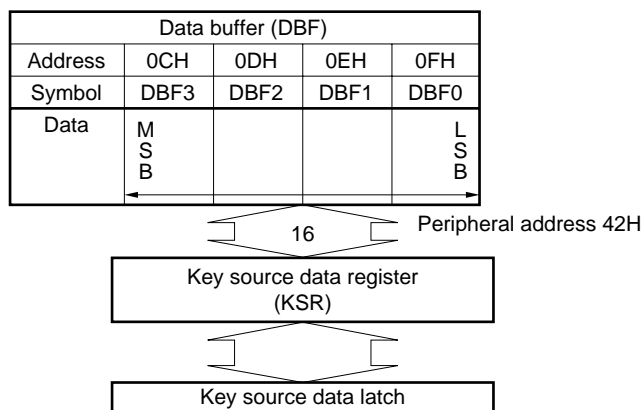 Data buffer (DBF)
Address 0CH 0DH 0EH 0FH
Symbol DBF3 DBF2 DBF1 DBF0
Data M S B L S B
16 Peripheral address 42H
Key source data register
(KSR)
Key source data latch